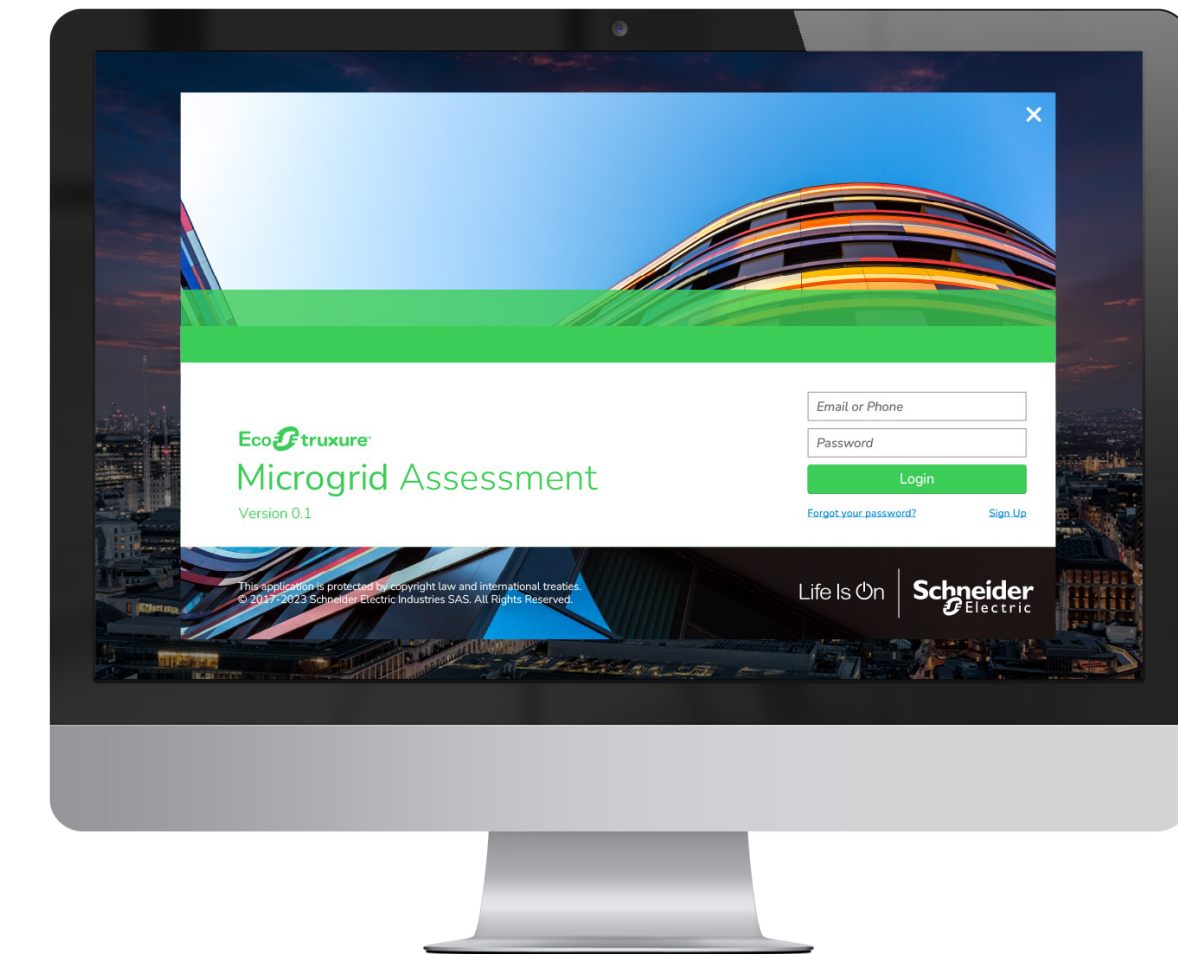 EcoStruxure™
Microgrid Assessment
Version 0.1
Email or Phone
Password
Login
Forgot your password?
Sign Up
This application is protected by copyright law and international treaties.
© 2017-2023 Schneider Electric Industries SAS. All Rights Reserved.
Life Is On
Schneider
Electric